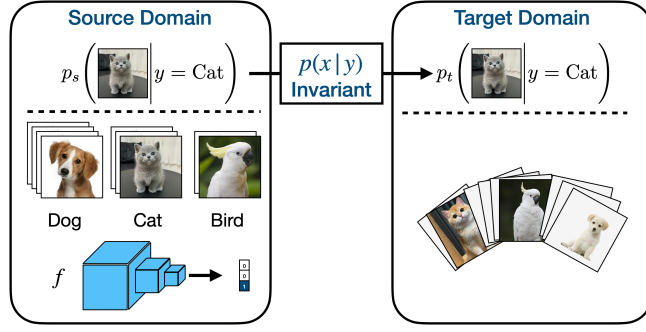 Source Domain
Target Domain
p_s( | y = Cat)
p(x | y)
Invariant
p_t( | y = Cat)
Dog
Cat
Bird
f
0
0
1